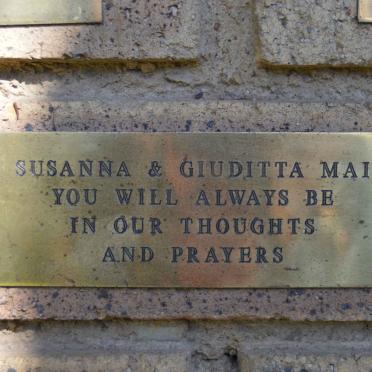 SUSANNA & GIUDITTA MAI
YOU WILL ALWAYS BE
IN OUR THOUGHTS
AND PRAYERS